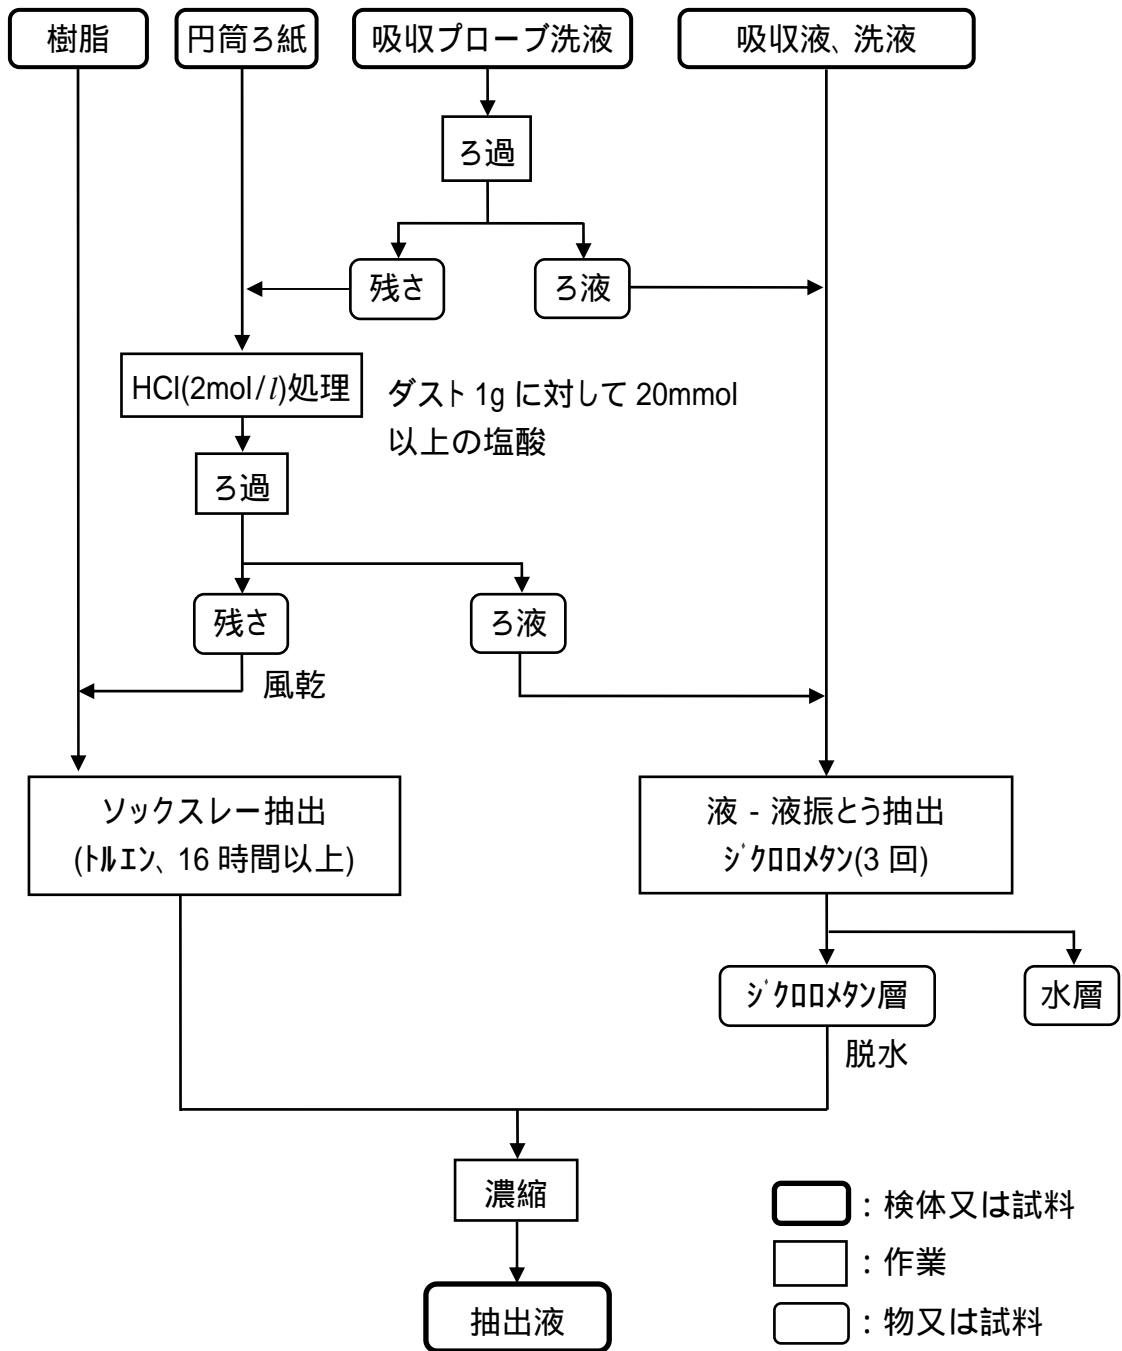 樹脂
円筒ろ紙
吸収プローブ洗液
吸収液、洗液
ろ過
残さ
ろ液
HCl(2mol/l)処理
ダスト 1g に対して 20mmol
以上の塩酸
ろ過
残さ
ろ液
風乾
ソックスレー抽出
(ﾄﾙｴﾝ、16 時間以上)
液 - 液振とう抽出
ｼﾞｸﾛﾛﾒﾀﾝ(3 回)
ｼﾞｸﾛﾛﾒﾀﾝ層
水層
脱水
濃縮
抽出液
：検体又は試料
：作業
：物又は試料